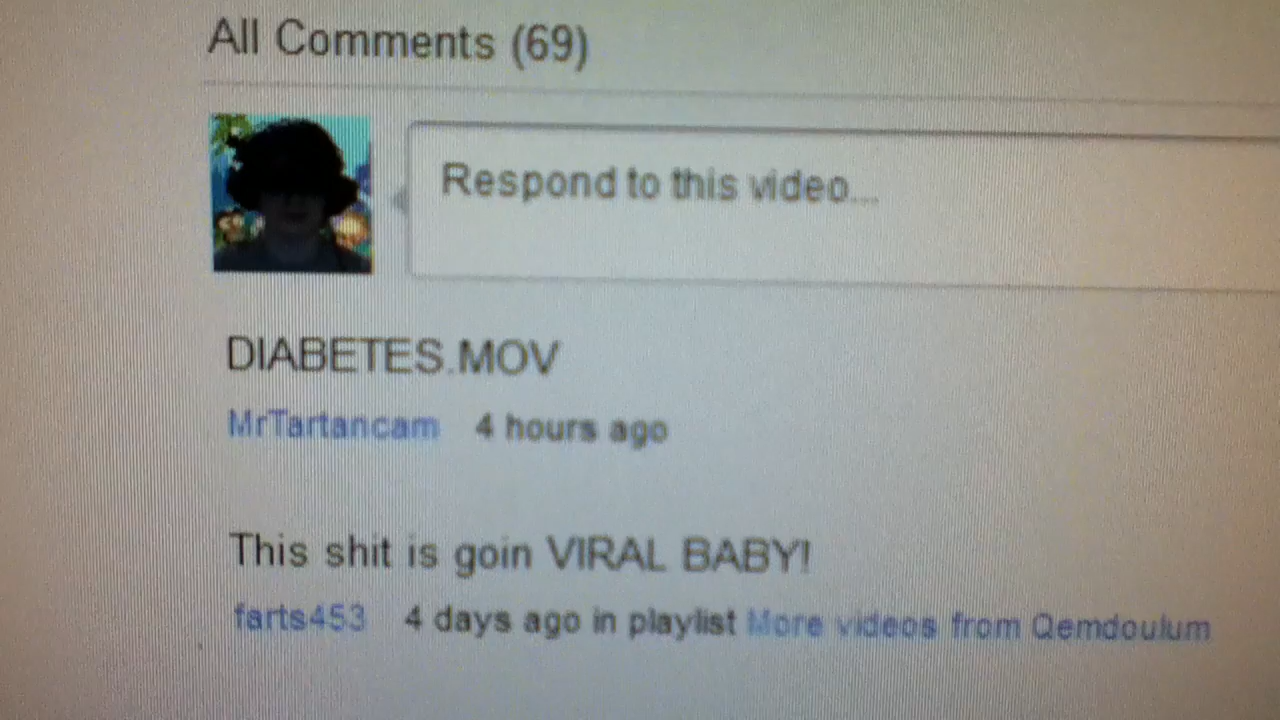 All Comments (69)
Respond to this video...
DIABETES.MOV
MrTartancam 4 hours ago
This shit is goin VIRAL BABY!
farts453 4 days ago in playlist More videos from Qemdoulum